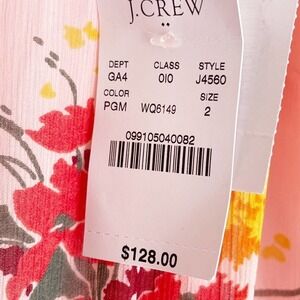 J.CREW
DEPT CLASS STYLE
GA4 010 J4560
COLOR SIZE
PGM WQ6149 2
099105040082
$128.00